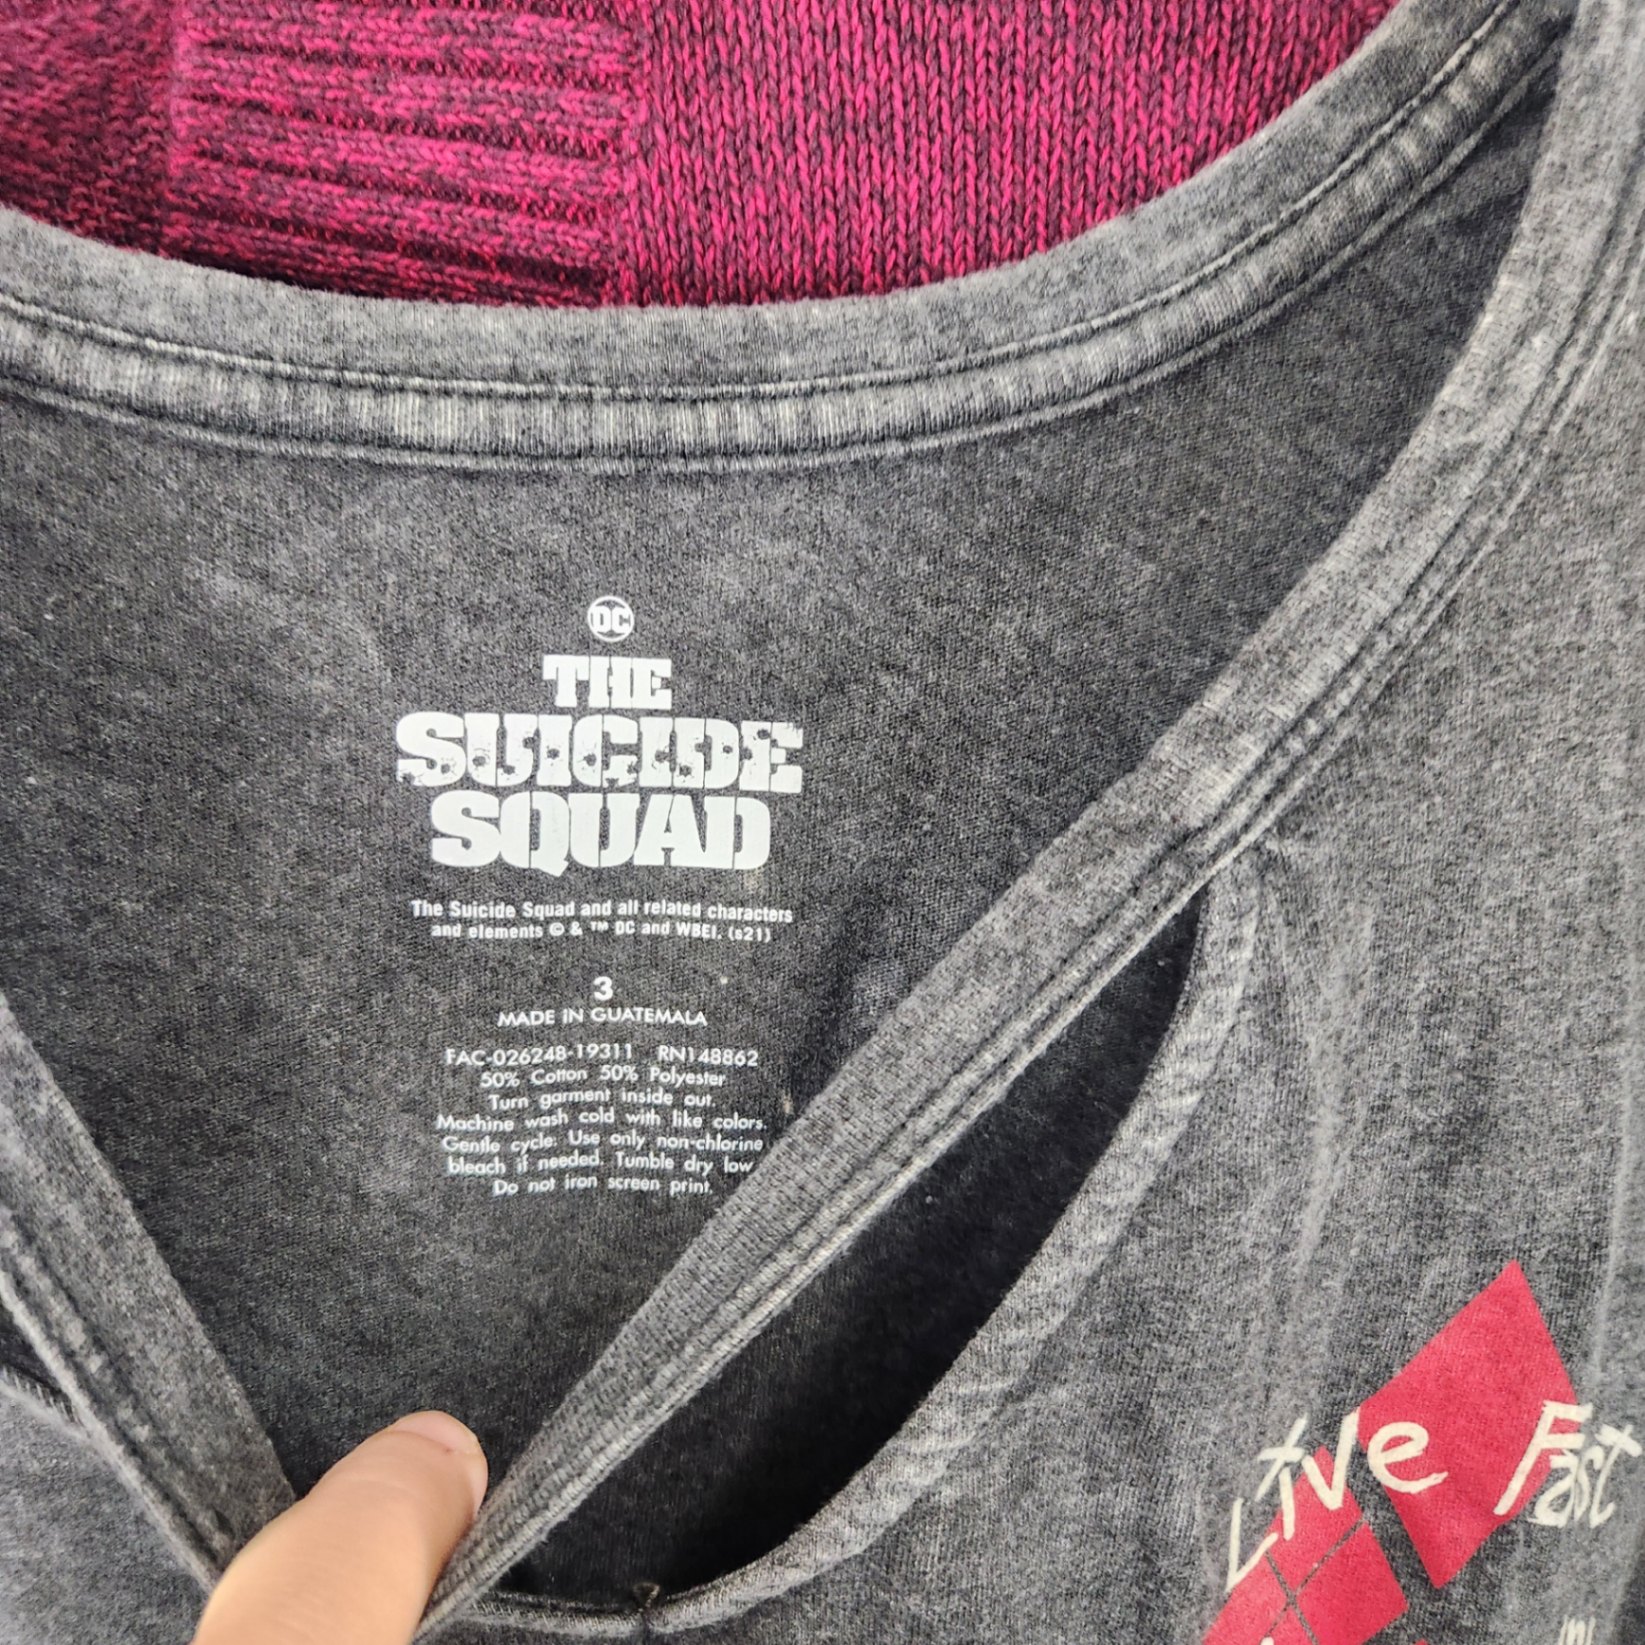 DC
THE
SUICIDE
SQUAD
The Suicide Squad and all related characters
and elements © & ™ DC and WBEI. (s21)
3
MADE IN GUATEMALA
FAC-026248-19311 RN148862
50% Cotton 50% Polyester
Turn garment inside out.
Machine wash cold with like colors.
Gentle cycle. Use only non-chlorine
bleach if needed. Tumble dry low
Do not iron screen print.
Live Fast